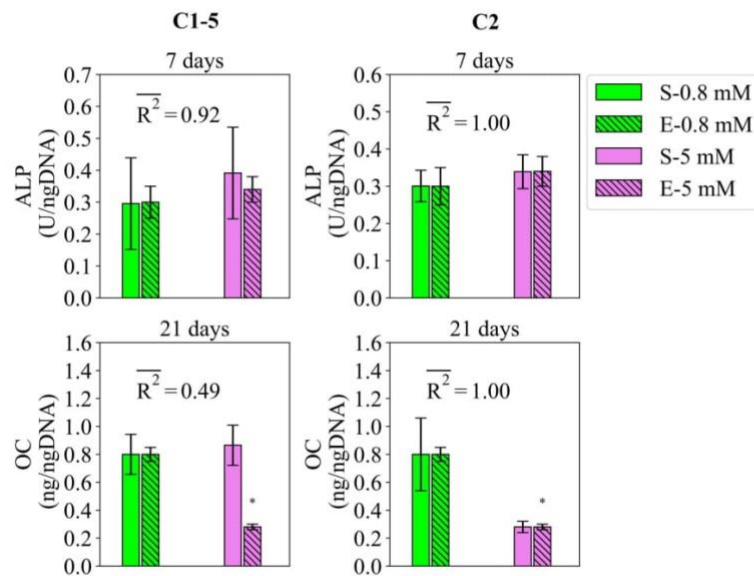 C1-5
C2
7 days
7 days
0.7
0.6
0.5
0.4
0.3
0.2
0.1
0.0
ALP
(U/ngDNA)
R² = 0.92
0.6
0.5
0.4
0.3
0.2
0.1
0.0
ALP
(U/ngDNA)
R² = 1.00
S-0.8 mM
E-0.8 mM
S-5 mM
E-5 mM
21 days
21 days
1.6
1.4
1.2
1.0
0.8
0.6
0.4
0.2
0.0
OC
(ng/ngDNA)
R² = 0.49
*
1.6
1.4
1.2
1.0
0.8
0.6
0.4
0.2
0.0
OC
(ng/ngDNA)
R² = 1.00
*